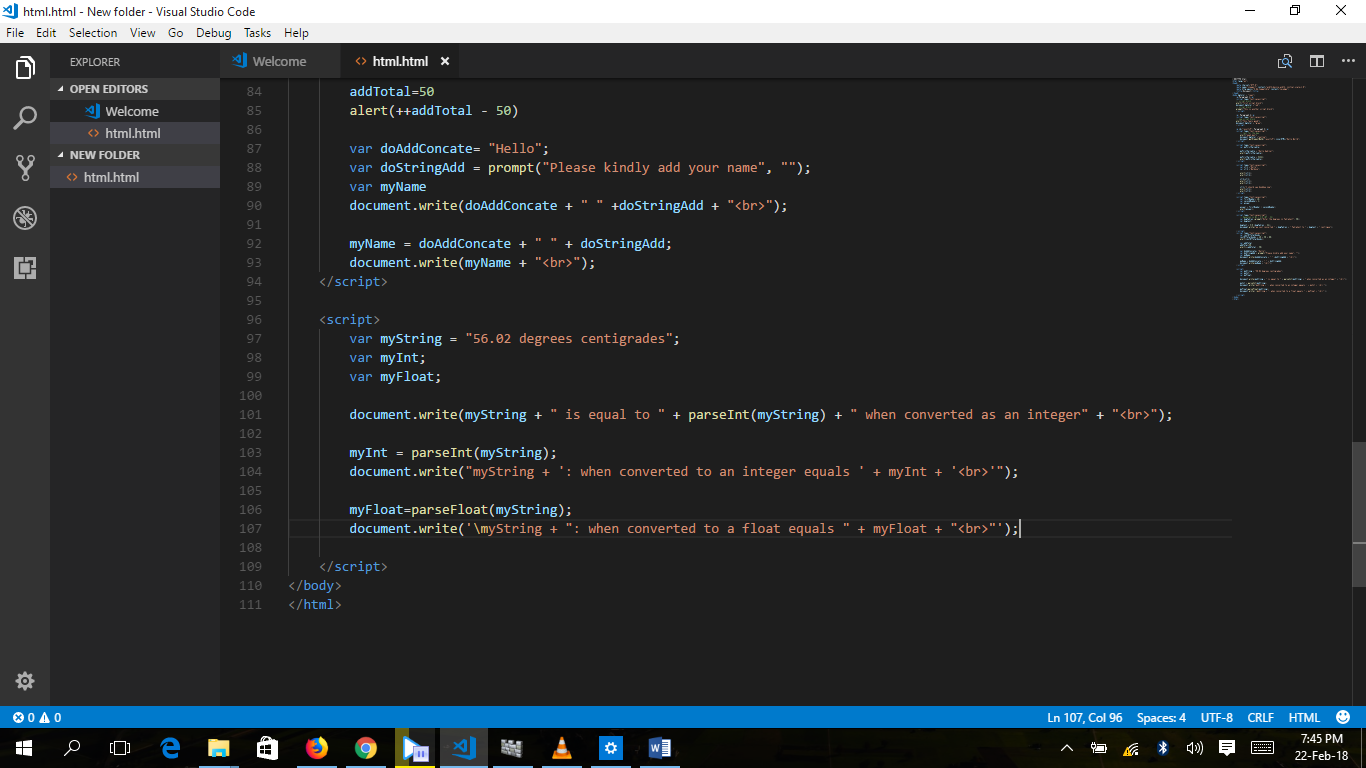 html.html - New folder - Visual Studio Code
File Edit Selection View Go Debug Tasks Help
EXPLORER
OPEN EDITORS
Welcome
html.html
NEW FOLDER
html.html
Welcome html.html
84 addTotal=50
85 alert(++addTotal - 50)
86
87 var doAddConcate= "Hello";
88 var doStringAdd = prompt("Please kindly add your name", "");
89 var myName
90 document.write(doAddConcate + " " +doStringAdd + "<br>");
91
92 myName = doAddConcate + " " + doStringAdd;
93 document.write(myName + "<br>");
94 </script>
95
96 <script>
97 var myString = "56.02 degrees centigrades";
98 var myInt;
99 var myFloat;
100
101 document.write(myString + " is equal to " + parseInt(myString) + " when converted as an integer" + "<br>");
102
103 myInt = parseInt(myString);
104 document.write("myString + ': when converted to an integer equals ' + myInt + '<br>'");
105
106 myFloat=parseFloat(myString);
107 document.write('\myString + ": when converted to a float equals " + myFloat + "<br>"');
108
109 </script>
110 </body>
111 </html>
0 0
Ln 107, Col 96 Spaces: 4 UTF-8 CRLF HTML
7:45 PM
22-Feb-18